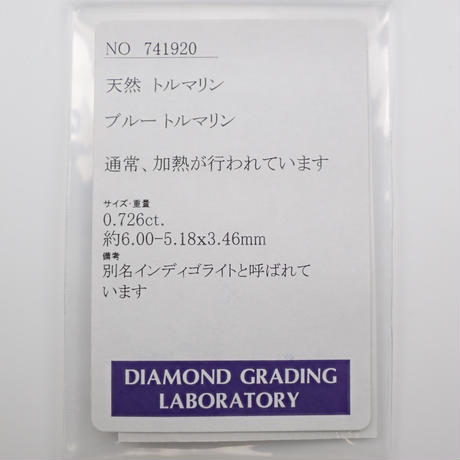 NO 741920
天然 トルマリン
ブルートルマリン
通常、加熱が行われています
サイズ・重量
0.726ct.
約6.00-5.18x3.46mm
備考
別名インディゴライトと呼ばれて
います
DIAMOND GRADING
LABORATORY